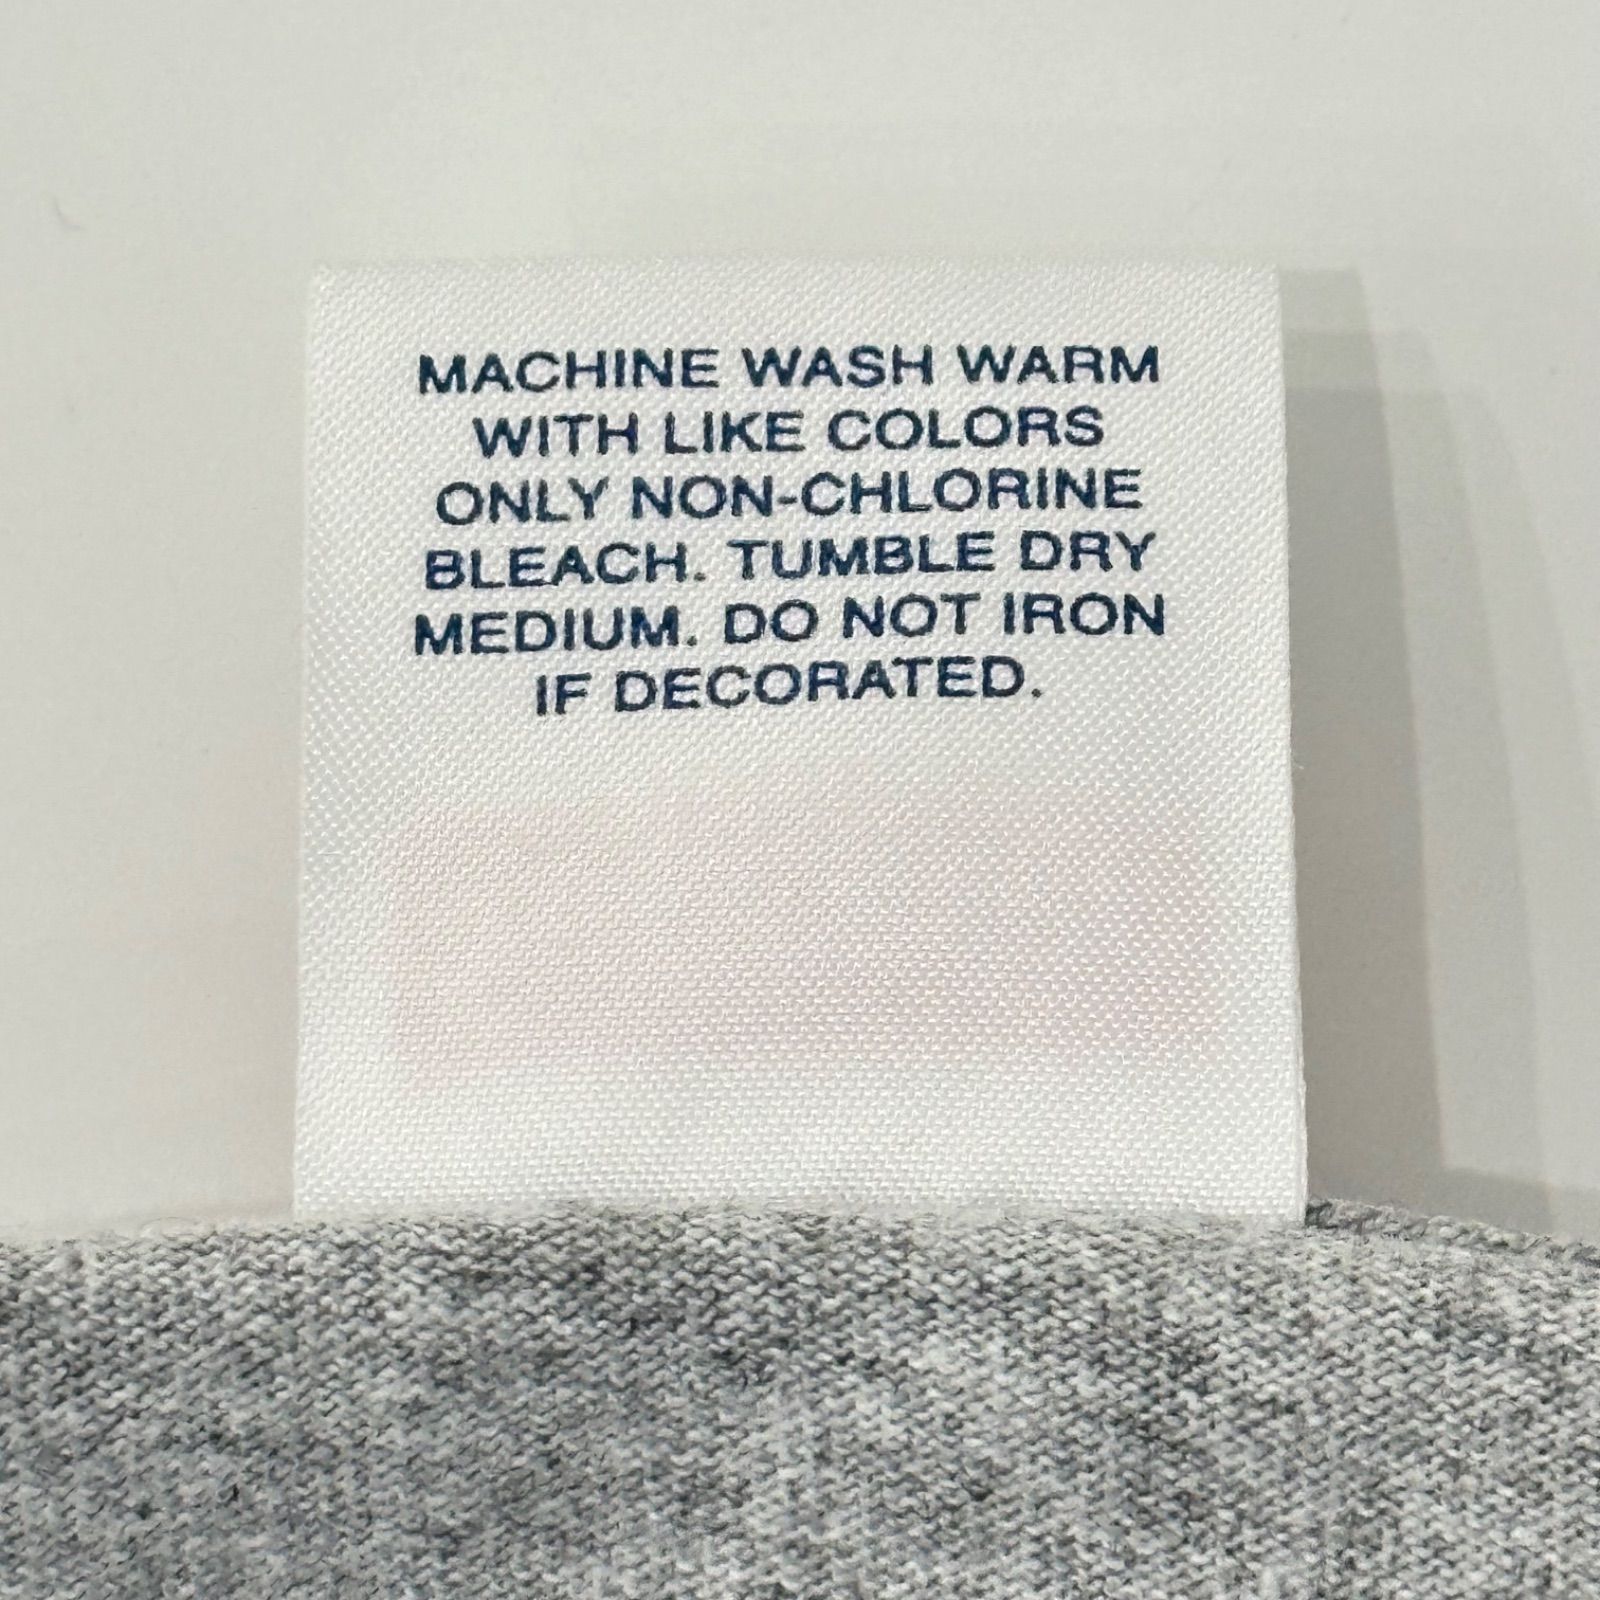 MACHINE WASH WARM
WITH LIKE COLORS
ONLY NON-CHLORINE
BLEACH. TUMBLE DRY
MEDIUM. DO NOT IRON
IF DECORATED.